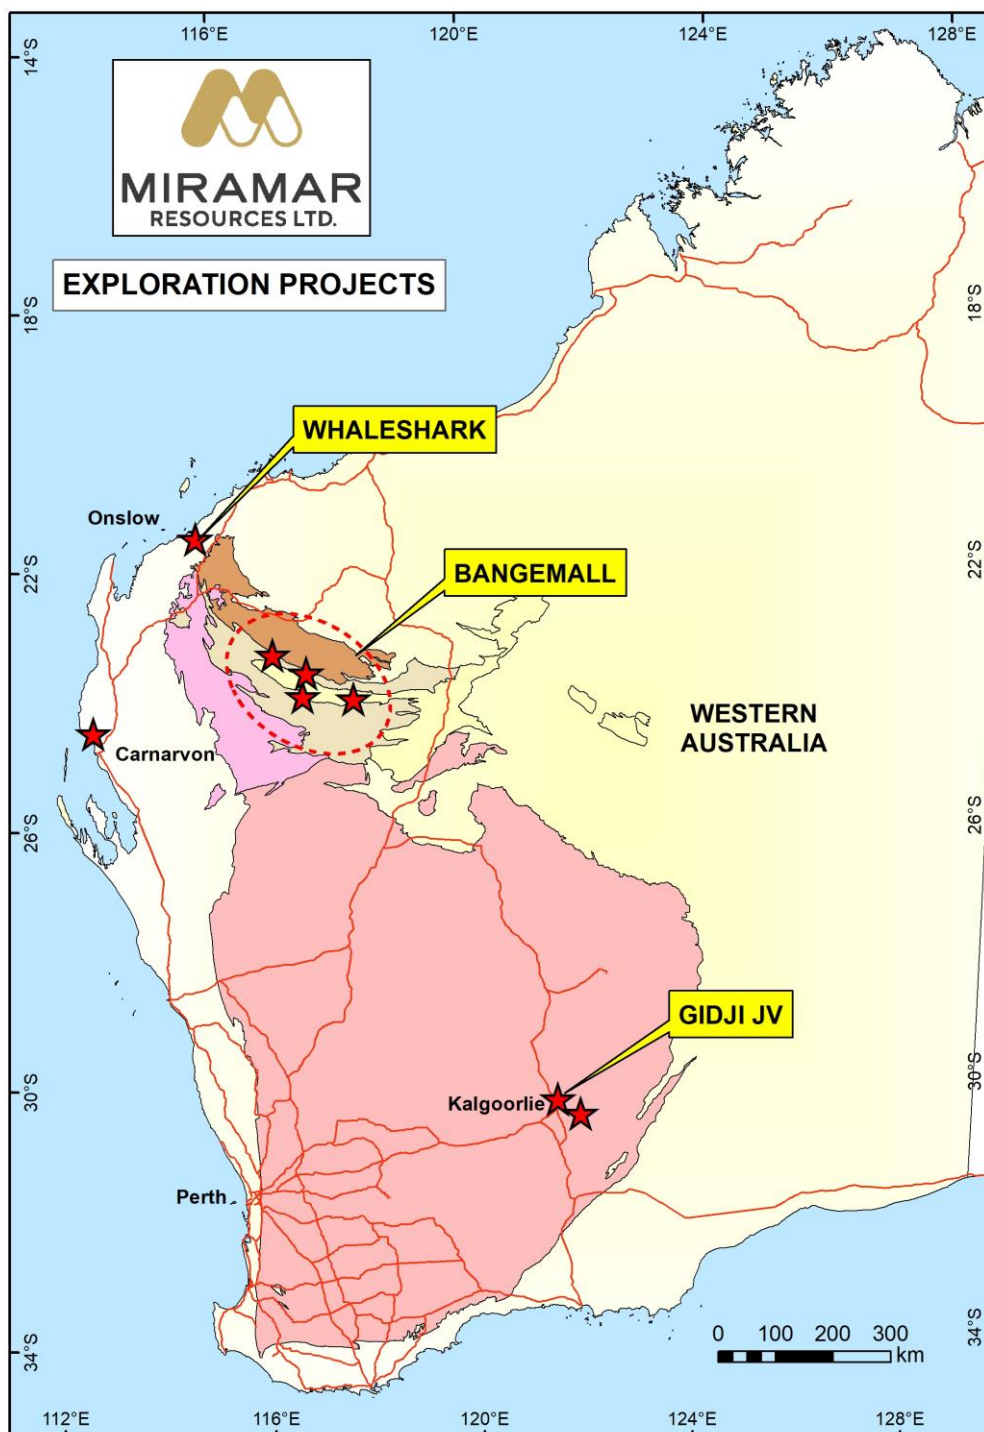 116°E
120°E
124°E
128°E
14°S
MIRAMAR
RESOURCES LTD.
EXPLORATION PROJECTS
18°S
18°S
WHALESHARK
Onslow
22°S
22°S
BANGEMALL
WESTERN
AUSTRALIA
Carnarvon
26°S
26°S
GIDJI JV
30°S
30°S
Kalgoorlie
Perth
34°S
34°S
0 100 200 300
km
112°E
116°E
120°E
124°E
128°E